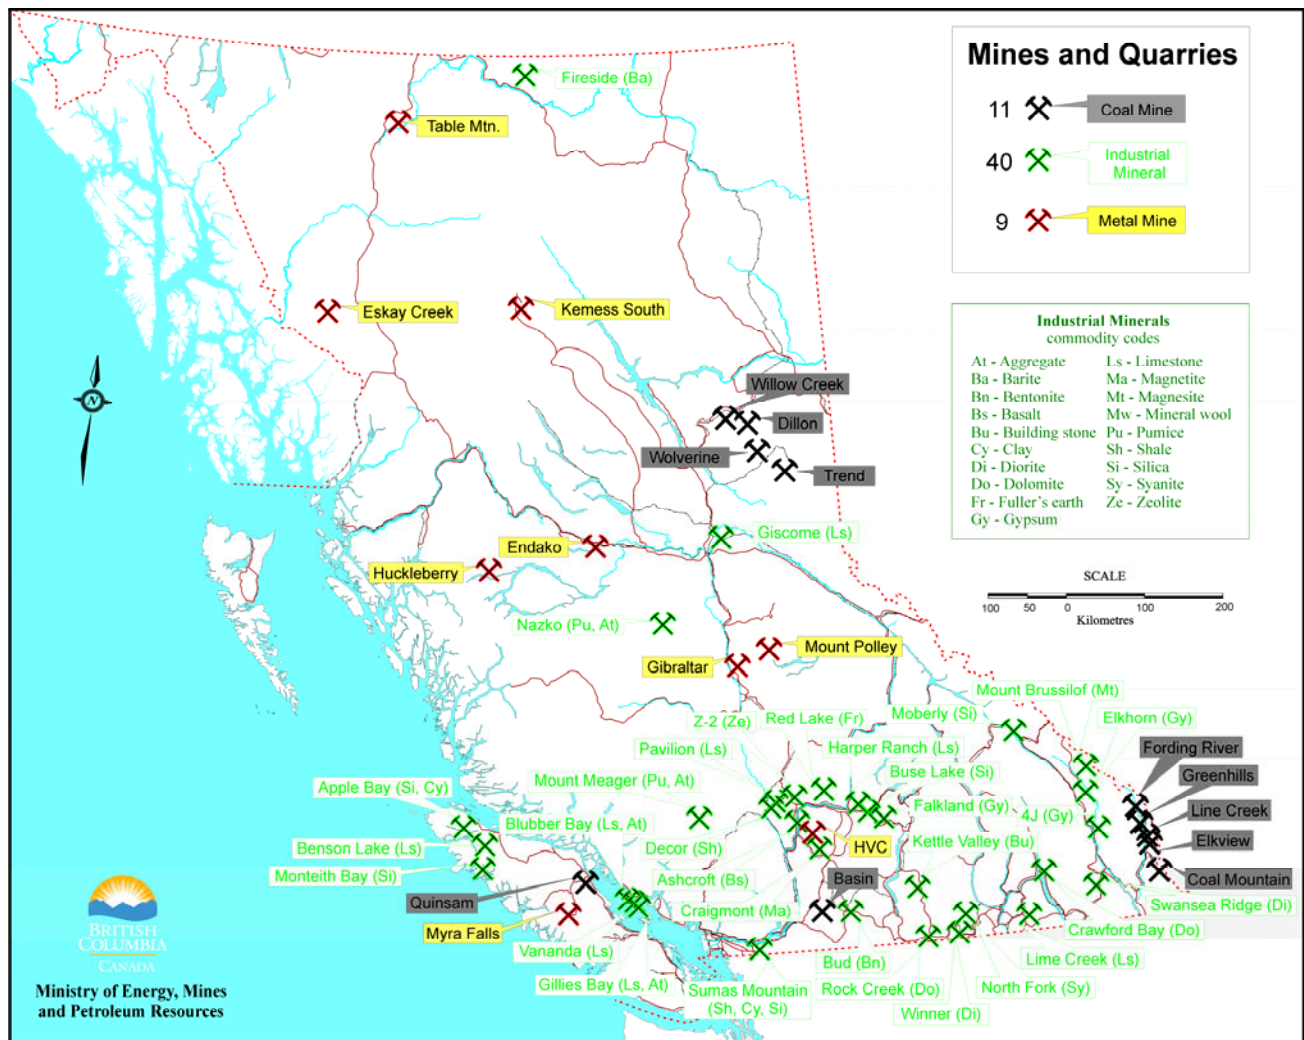 Mines and Quarries
11 Coal Mine
40 Industrial
Mineral
9 Metal Mine
Industrial Minerals
commodity codes
At - Aggregate
Ba - Barite
Bn - Bentonite
Bs - Basalt
Bu - Building stone
Cy - Clay
Di - Diorite
Do - Dolomite
Fr - Fuller's earth
Gy - Gypsum
Ls - Limestone
Ma - Magnetite
Mt - Magnesite
Mw - Mineral wool
Pu - Pumice
Sh - Shale
Si - Silica
Sy - Syanite
Ze - Zeolite
SCALE
100 50 0 100 200
Kilometres
N
Fireside (Ba)
Table Mtn.
Eskay Creek
Kemess South
Willow Creek
Dillon
Wolverine
Trend
Giscome (Ls)
Endako
Huckleberry
Nazko (Pu, At)
Mount Polley
Gibraltar
Mount Brussilof (Mt)
Moberly (Si)
Elkhorn (Gy)
Red Lake (Fr)
Z-2 (Ze)
Pavilion (Ls)
Harper Ranch (Ls)
Fording River
Mount Meager (Pu, At)
Buse Lake (Si)
Greenhills
Apple Bay (Si, Cy)
Falkland (Gy)
4J (Gy)
Line Creek
Blubber Bay (Ls, At)
Kettle Valley (Bu)
Elkview
Benson Lake (Ls)
Decor (Sh)
HVC
Monteith Bay (Si)
Ashcroft (Bs)
Basin
Coal Mountain
Quinsam
Craigmont (Ma)
Swansea Ridge (Di)
Myra Falls
Crawford Bay (Do)
Vananda (Ls)
Bud (Bn)
Lime Creek (Ls)
Gillies Bay (Ls, At)
Sumas Mountain
(Sh, Cy, Si)
Rock Creek (Do)
North Fork (Sy)
Winner (Di)
BRITISH
COLUMBIA
CANADA
Ministry of Energy, Mines
and Petroleum Resources